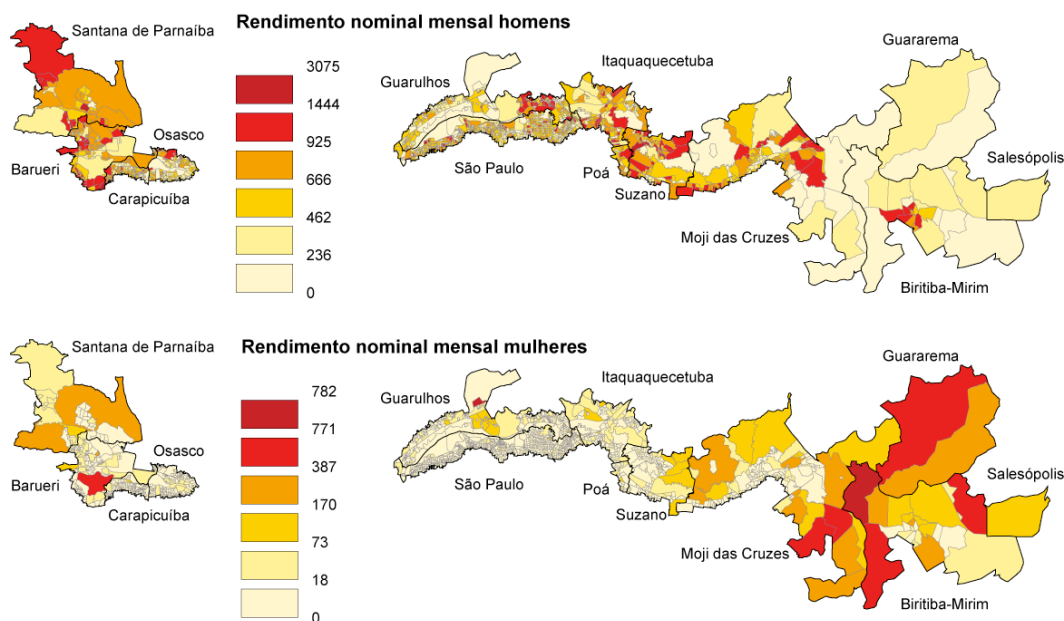 Rendimento nominal mensal homens
Santana de Parnaíba
Osasco
Barueri
Carapicuíba
3075
1444
925
666
462
236
0
Guararema
Itaquaquecetuba
Guarulhos
São Paulo
Poá
Suzano
Salesópolis
Moji das Cruzes
Biritiba-Mirim
Rendimento nominal mensal mulheres
Santana de Parnaíba
Osasco
Barueri
Carapicuíba
782
771
387
170
73
18
0
Guararema
Itaquaquecetuba
Guarulhos
São Paulo
Poá
Suzano
Salesópolis
Moji das Cruzes
Biritiba-Mirim